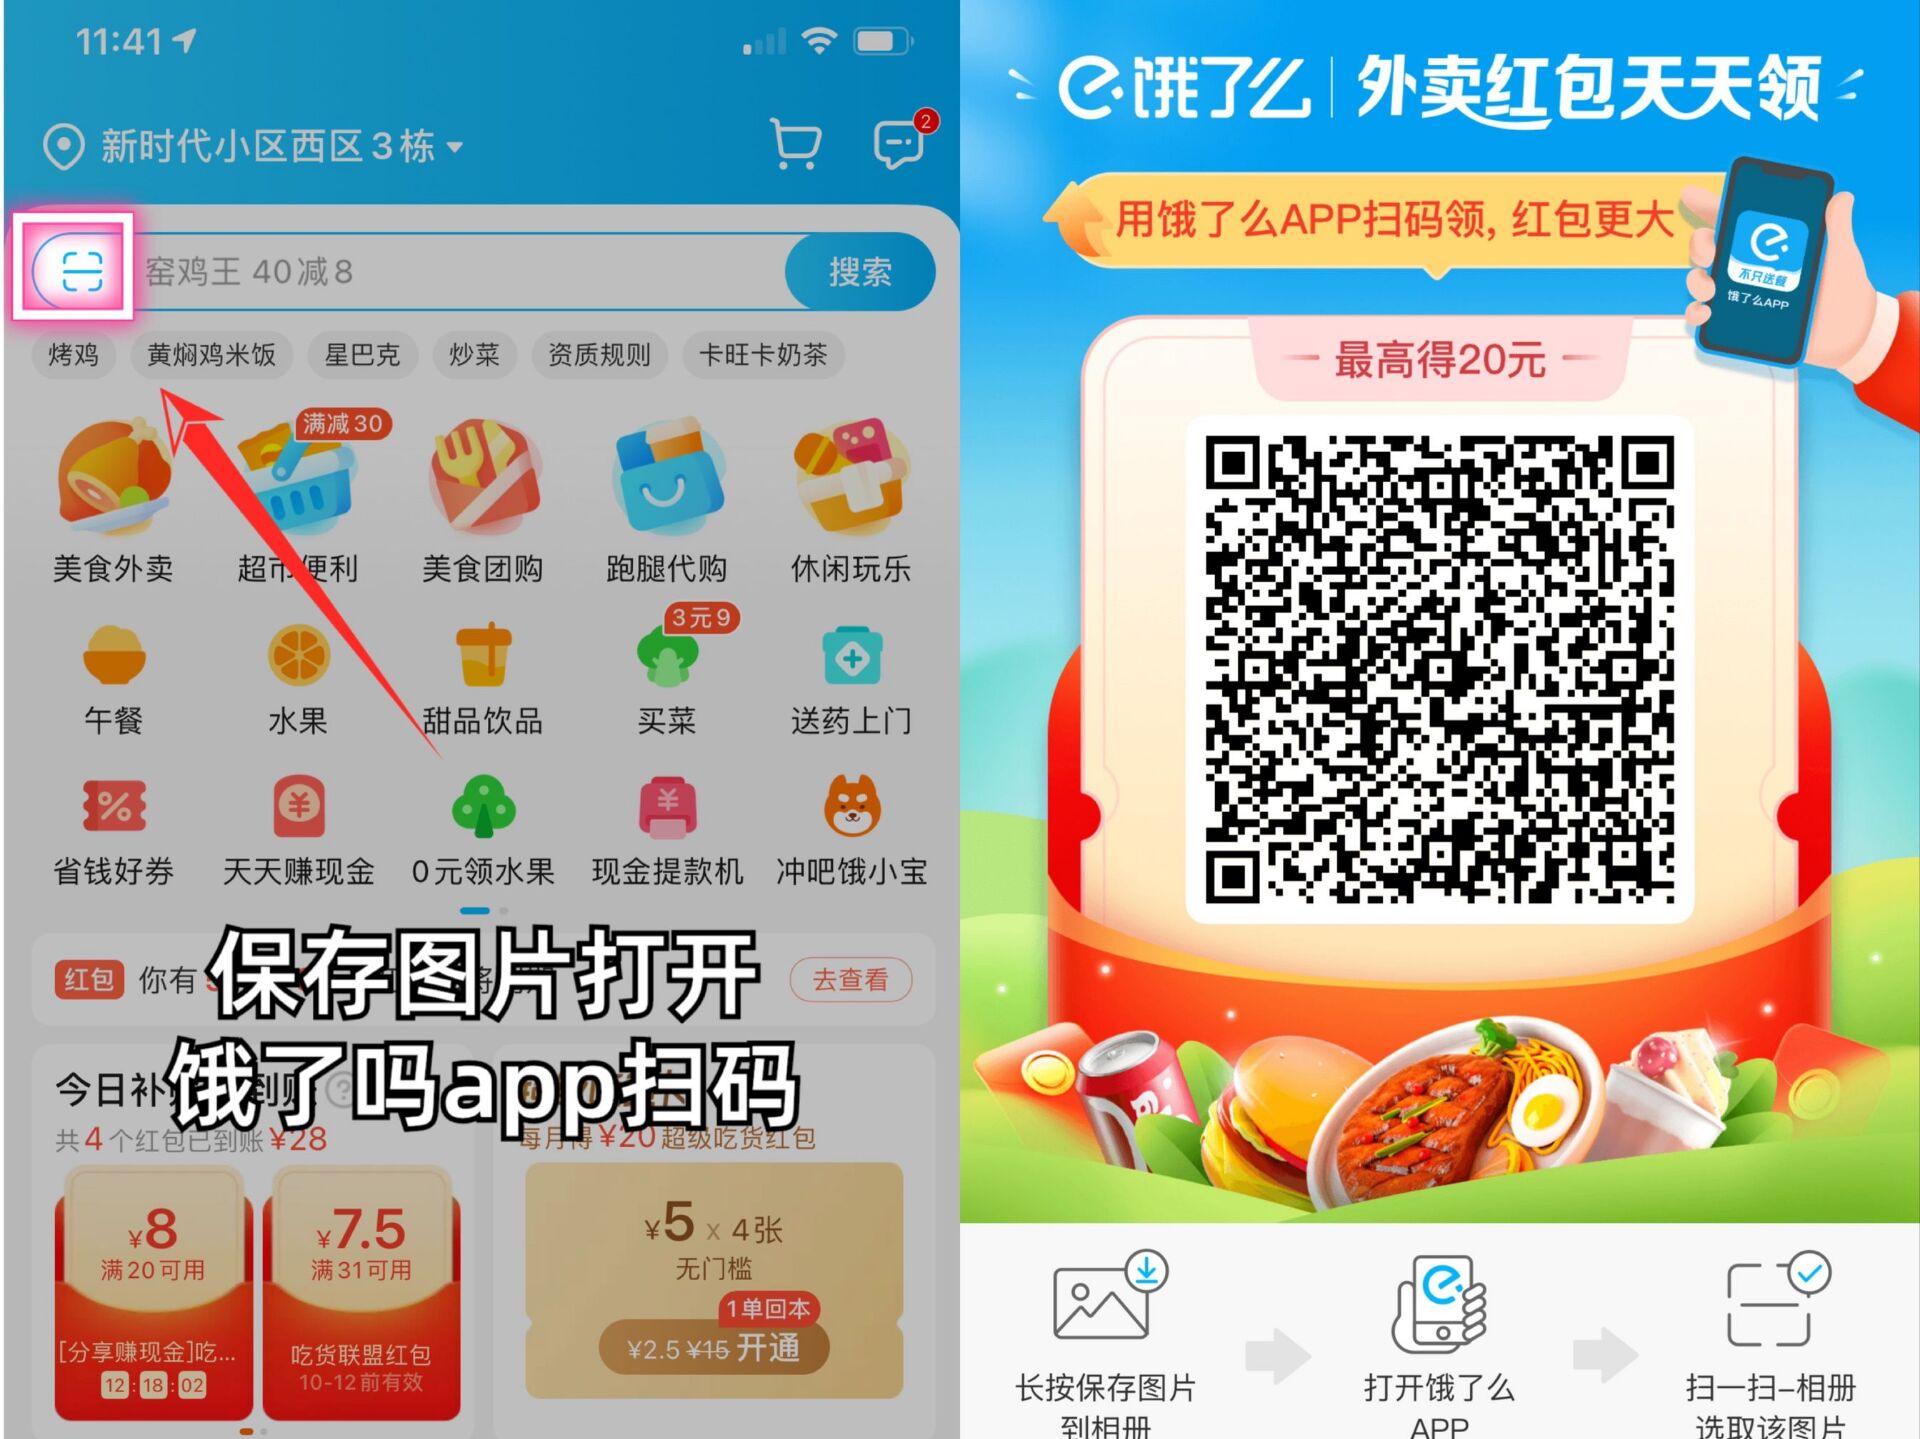 11:41
新时代小区西区3栋
2
窑鸡王 40减8
搜索
烤鸡
黄焖鸡米饭
星巴克
炒菜
资质规则
卡旺卡奶茶
满减30
美食外卖
超市便利
美食团购
跑腿代购
休闲玩乐
3元9
午餐
水果
甜品饮品
买菜
送药上门
省钱好券
天天赚现金
0元领水果
现金提款机
冲吧饿小宝
保存图片打开
饿了吗app扫码
红包
你有
去查看
今日补
到账
共4个红包已到账¥28
每月得¥20超级吃货红包
¥8
满20可用
[分享赚现金]吃...
12:18:02
¥7.5
满31可用
吃货联盟红包
10-12前有效
¥5 x 4张
无门槛
1单回本
¥2.5 ¥15 开通
饿了么
外卖红包天天领
用饿了么APP扫码领, 红包更大
不只送餐
饿了么APP
最高得20元
长按保存图片
到相册
打开饿了么
APP
扫一扫-相册
选取该图片